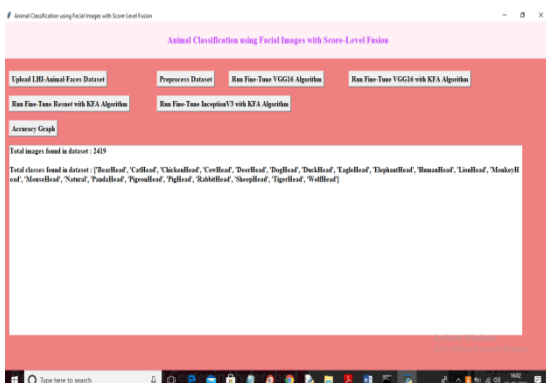 Animal Classification using Facial Images with Score-Level Fusion
Animal Classification using Facial Images with Score-Level Fusion
Upload LHI-Animal-Faces Dataset
Preprocess Dataset
Run Fine-Tune VGG16 Algorithm
Run Fine-Tune VGG16 with KFA Algorithm
Run Fine-Tune Resnet with KFA Algorithm
Run Fine-Tune InceptionV3 with KFA Algorithm
Accuracy Graph
Total images found in dataset : 2419
Total classes found in dataset : ['BearHead', 'CatHead', 'ChickenHead', 'CowHead', 'DeerHead', 'DogHead', 'DuckHead', 'EagleHead', 'ElephantHead', 'HumanHead', 'LionHead', 'MonkeyH
ead', 'MouseHead', 'Natural', 'PandaHead', 'PigeonHead', 'PigHead', 'RabbitHead', 'SheepHead', 'TigerHead', 'WolfHead']
Type here to search